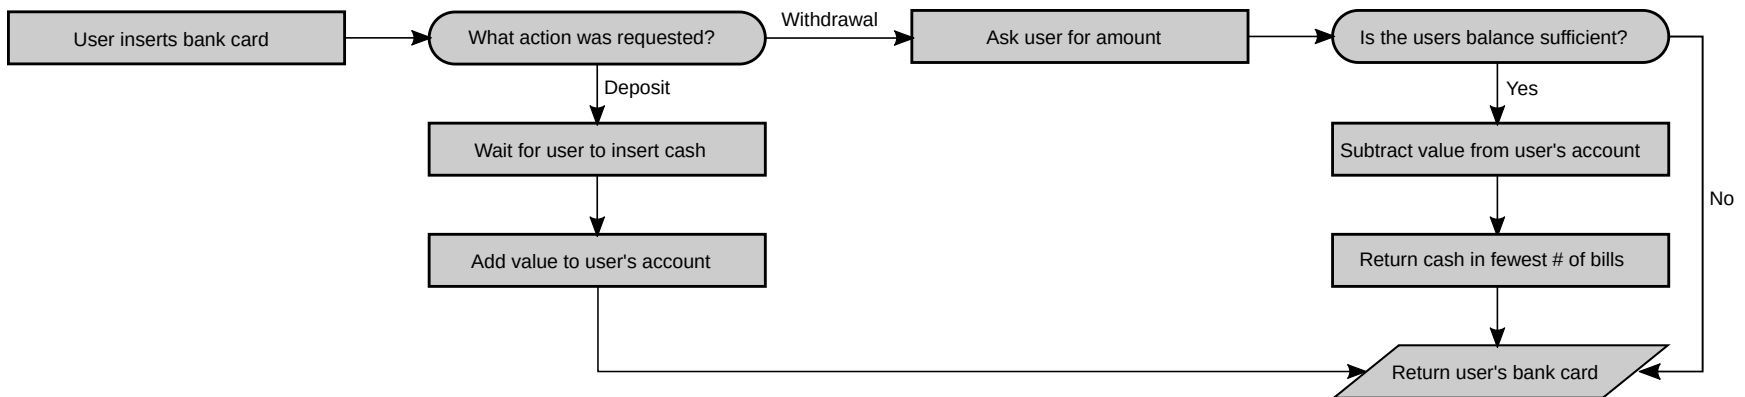 User inserts bank card
What action was requested?
Withdrawal
Ask user for amount
Is the users balance sufficient?
Deposit
Yes
Wait for user to insert cash
Subtract value from user's account
No
Add value to user's account
Return cash in fewest # of bills
Return user's bank card